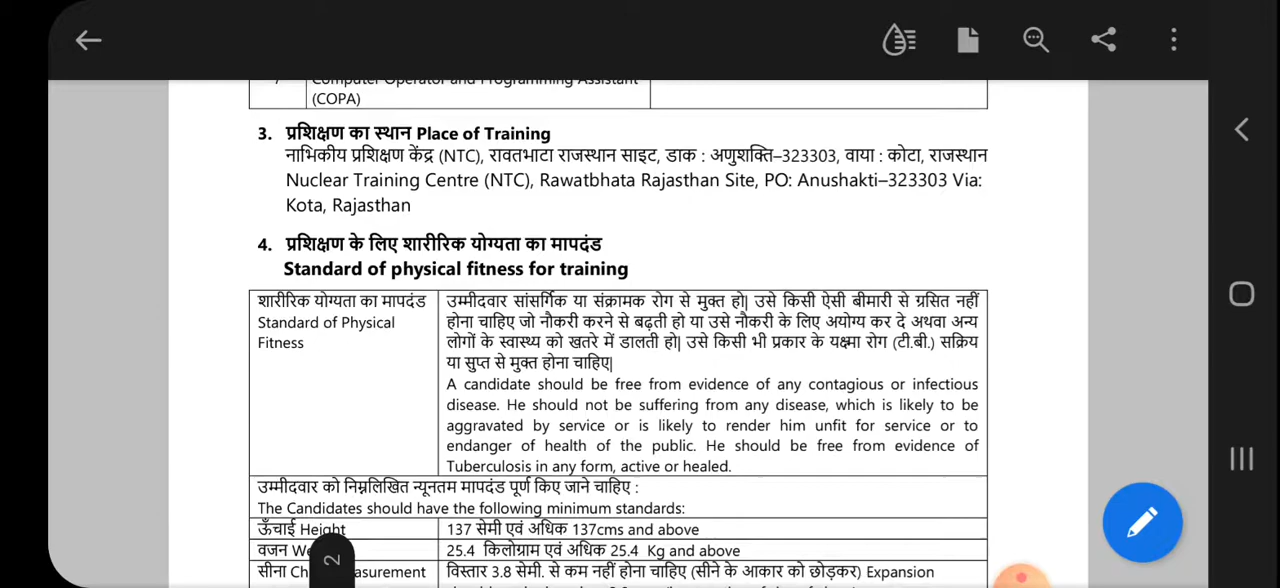 Computer Operator and Programming Assistant
(COPA)
3. प्रशिक्षण का स्थान Place of Training
नाभिकीय प्रशिक्षण केंद्र (NTC), रावतभाटा राजस्थान साइट, डाक : अणुशक्ति–323303, वाया : कोटा, राजस्थान
Nuclear Training Centre (NTC), Rawatbhata Rajasthan Site, PO: Anushakti–323303 Via:
Kota, Rajasthan
4. प्रशिक्षण के लिए शारीरिक योग्यता का मापदंड
Standard of physical fitness for training
शारीरिक योग्यता का मापदंड
Standard of Physical
Fitness
उम्मीदवार सांसर्गिक या संक्रामक रोग से मुक्त हो| उसे किसी ऐसी बीमारी से ग्रसित नहीं
होना चाहिए जो नौकरी करने से बढ़ती हो या उसे नौकरी के लिए अयोग्य कर दे अथवा अन्य
लोगों के स्वास्थ्य को खतरे में डालती हो| उसे किसी भी प्रकार के यक्ष्मा रोग (टी.बी.) सक्रिय
या सुप्त से मुक्त होना चाहिए|
A candidate should be free from evidence of any contagious or infectious
disease. He should not be suffering from any disease, which is likely to be
aggravated by service or is likely to render him unfit for service or to
endanger of health of the public. He should be free from evidence of
Tuberculosis in any form, active or healed.
उम्मीदवार को निम्नलिखित न्यूनतम मापदंड पूर्ण किए जाने चाहिए :
The Candidates should have the following minimum standards:
ऊँचाई Height 137 सेमी एवं अधिक 137cms and above
वजन 25.4 किलोग्राम एवं अधिक 25.4 Kg and above
सीना विस्तार 3.8 सेमी. से कम नहीं होना चाहिए (सीने के आकार को छोड़कर) Expansion
2